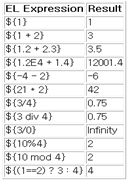 EL Expression Result
${1} 1
${1 + 2} 3
${1.2 + 2.3} 3.5
${1.2E4 + 1.4} 12001.4
${-4 - 2} -6
${21 * 2} 42
${3/4} 0.75
${3 div 4} 0.75
${3/0} Infinity
${10%4} 2
${10 mod 4} 2
${(1==2) ? 3 : 4} 4